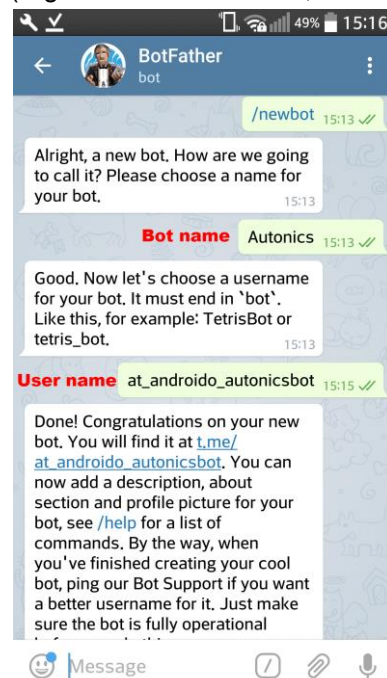 49% 15:16
BotFather
bot
/newbot 15:13
Alright, a new bot. How are we going
to call it? Please choose a name for
your bot.
15:13
Bot name Autonics 15:13
Good. Now let's choose a username
for your bot. It must end in `bot`.
Like this, for example: TetrisBot or
tetris_bot.
15:13
User name at_androido_autonicsbot 15:15
Done! Congratulations on your new
bot. You will find it at t.me/
at_androido_autonicsbot. You can
now add a description, about
section and profile picture for your
bot, see /help for a list of
commands. By the way, when
you've finished creating your cool
bot, ping our Bot Support if you want
a better username for it. Just make
sure the bot is fully operational
Message